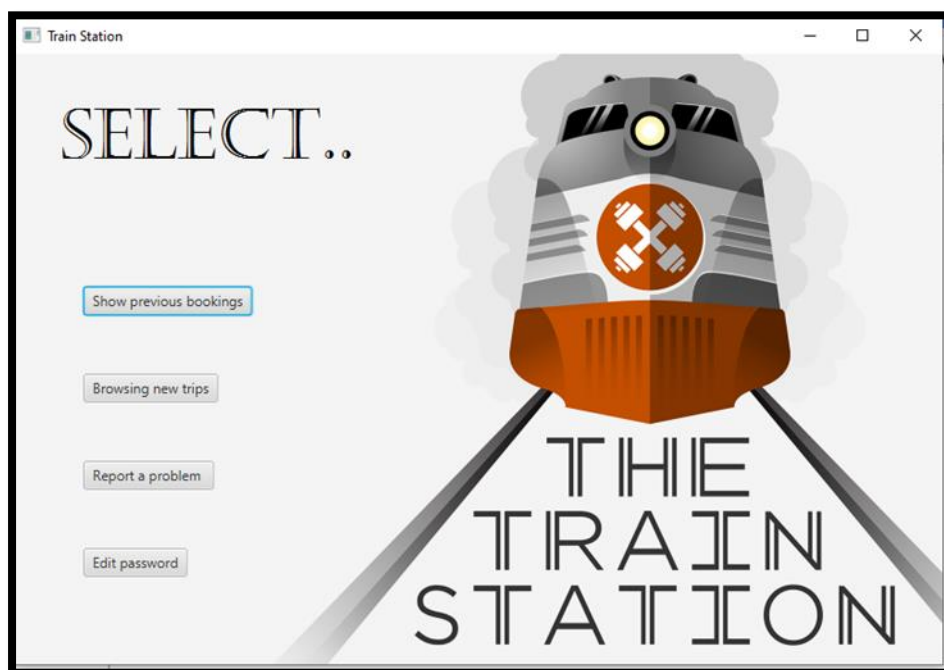 Train Station
SELECT..
Show previous bookings
Browsing new trips
Report a problem
Edit password
THE
TRAIN
STATION